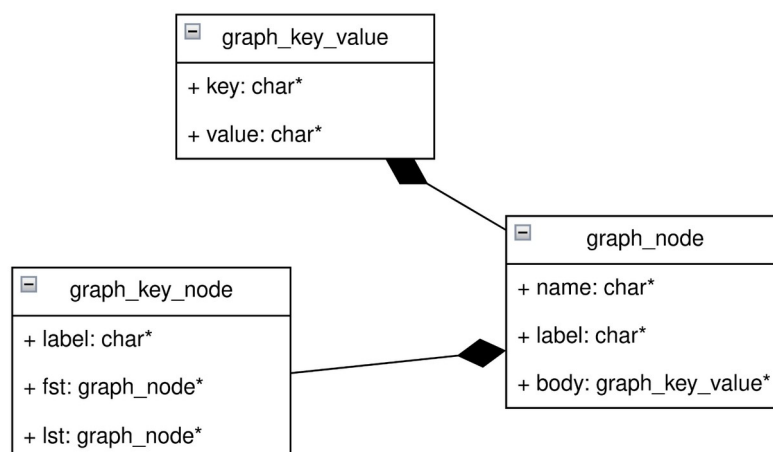 graph_key_value
+ key: char*
+ value: char*
graph_node
+ name: char*
+ label: char*
+ body: graph_key_value*
graph_key_node
+ label: char*
+ fst: graph_node*
+ lst: graph_node*